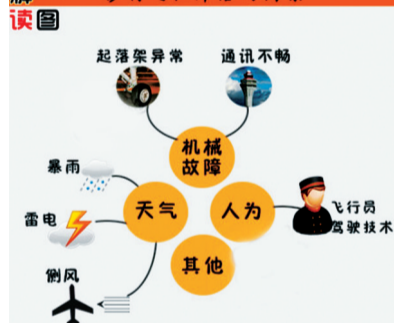 读图
起落架异常
通讯不畅
机械
故障
暴雨
天气
人为
飞行员
驾驶技术
雷电
其他
侧风